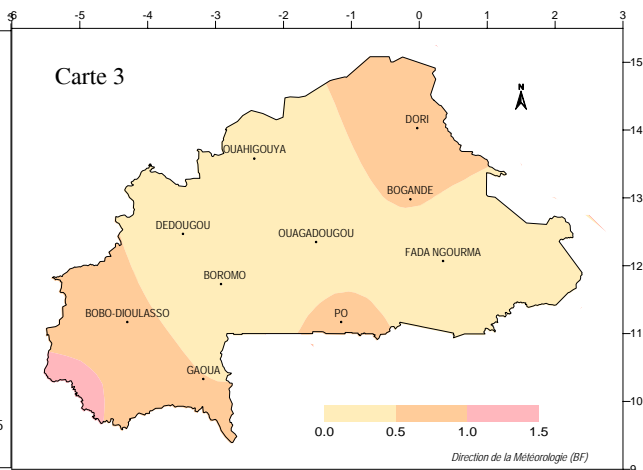 -6 -5 -4 -3 -2 -1 0 1 2 3
Carte 3
N
15
14
13
12
11
10
9
DORI
OUAHIGOUYA
BOGANDE
DEDOUGOU
OUAGADOUGOU
FADA NGOURMA
BOROMO
BOBO-DIOULASSO
PO
GAOUA
0.0 0.5 1.0 1.5
Direction de la Météorologie (BF)